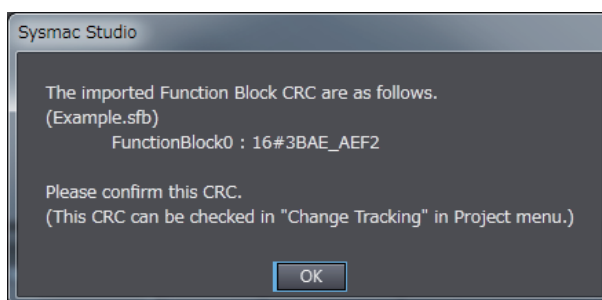 Sysmac Studio
The imported Function Block CRC are as follows.
(Example.sfb)
FunctionBlock0 : 16#3BAE_AEF2
Please confirm this CRC.
(This CRC can be checked in "Change Tracking" in Project menu.)
OK